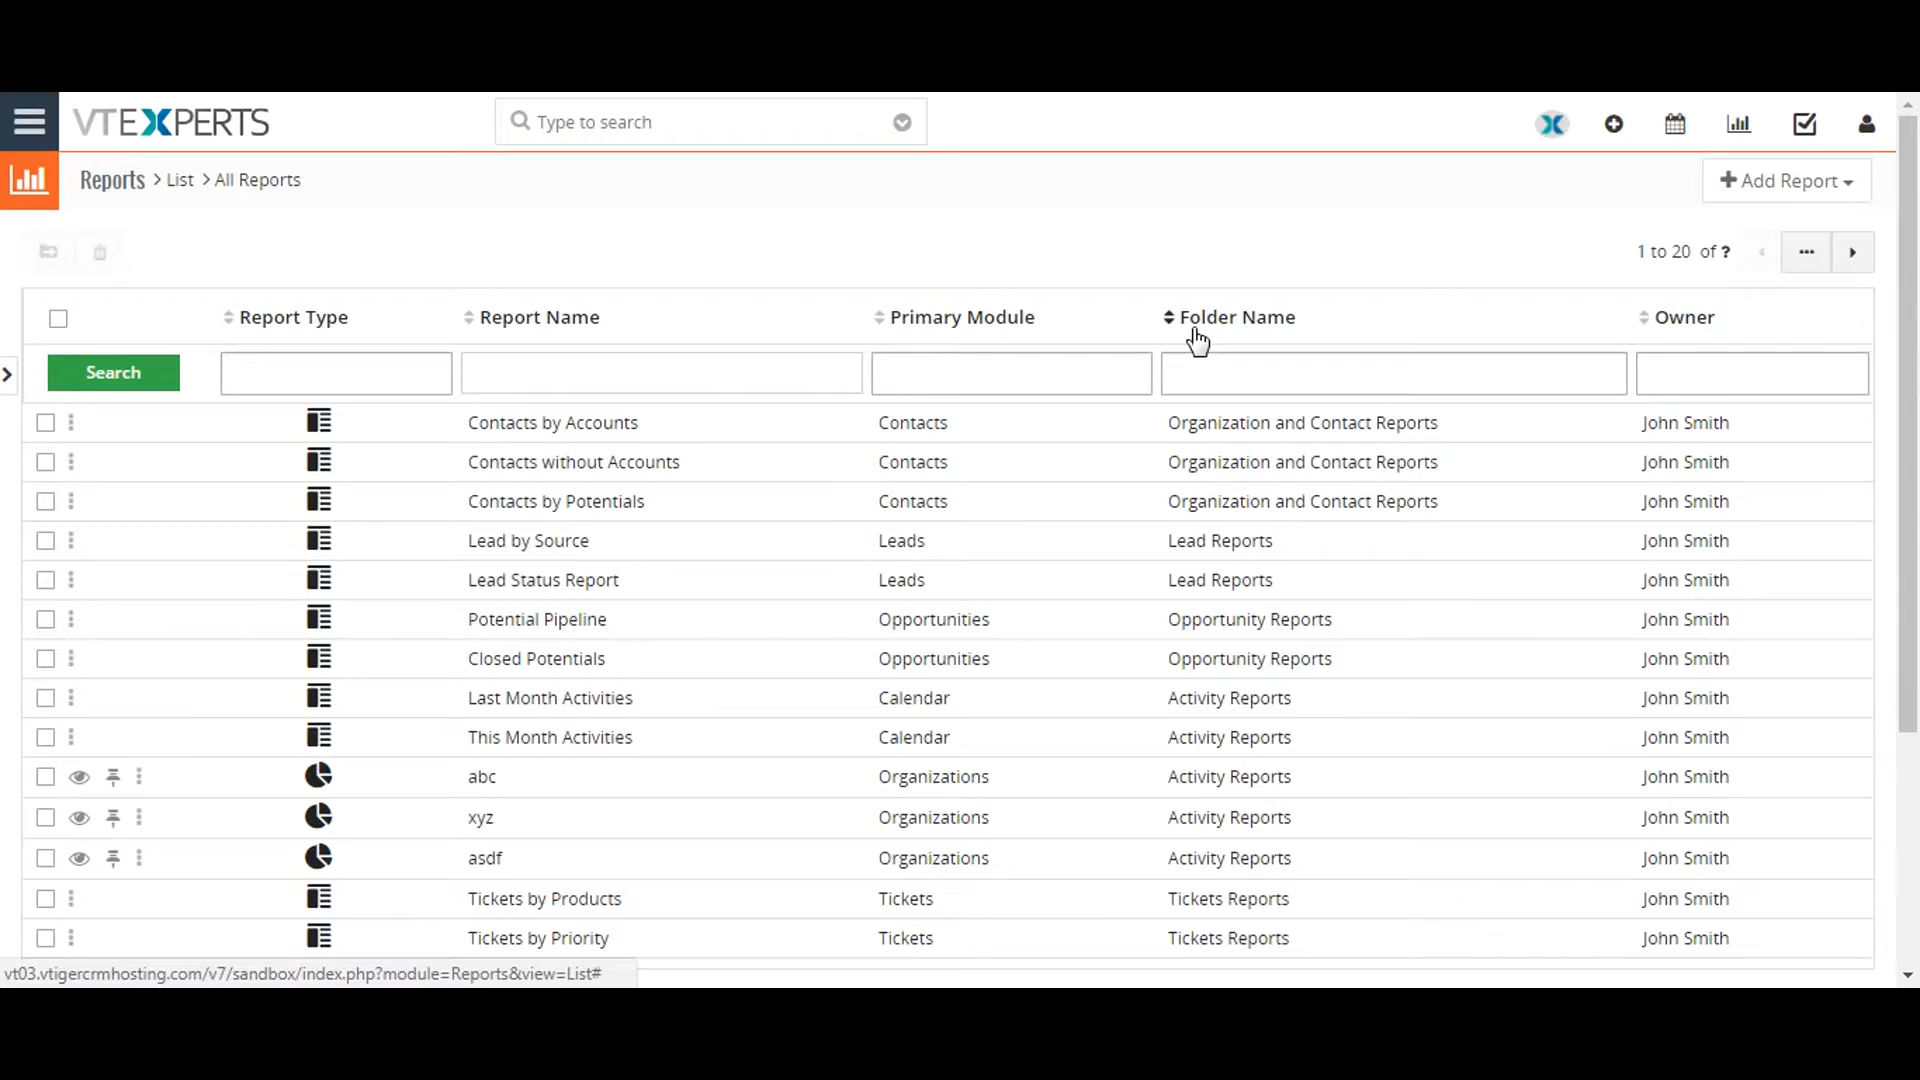 VTEXPERTS
Type to search
Reports > List > All Reports
Add Report
1 to 20 of ?
Report Type Report Name Primary Module Folder Name Owner
Search
Contacts by Accounts Contacts Organization and Contact Reports John Smith
Contacts without Accounts Contacts Organization and Contact Reports John Smith
Contacts by Potentials Contacts Organization and Contact Reports John Smith
Lead by Source Leads Lead Reports John Smith
Lead Status Report Leads Lead Reports John Smith
Potential Pipeline Opportunities Opportunity Reports John Smith
Closed Potentials Opportunities Opportunity Reports John Smith
Last Month Activities Calendar Activity Reports John Smith
This Month Activities Calendar Activity Reports John Smith
abc Organizations Activity Reports John Smith
xyz Organizations Activity Reports John Smith
asdf Organizations Activity Reports John Smith
Tickets by Products Tickets Tickets Reports John Smith
Tickets by Priority Tickets Tickets Reports John Smith
vt03.vtigercrmhosting.com/v7/sandbox/index.php?module=Reports&view=List#